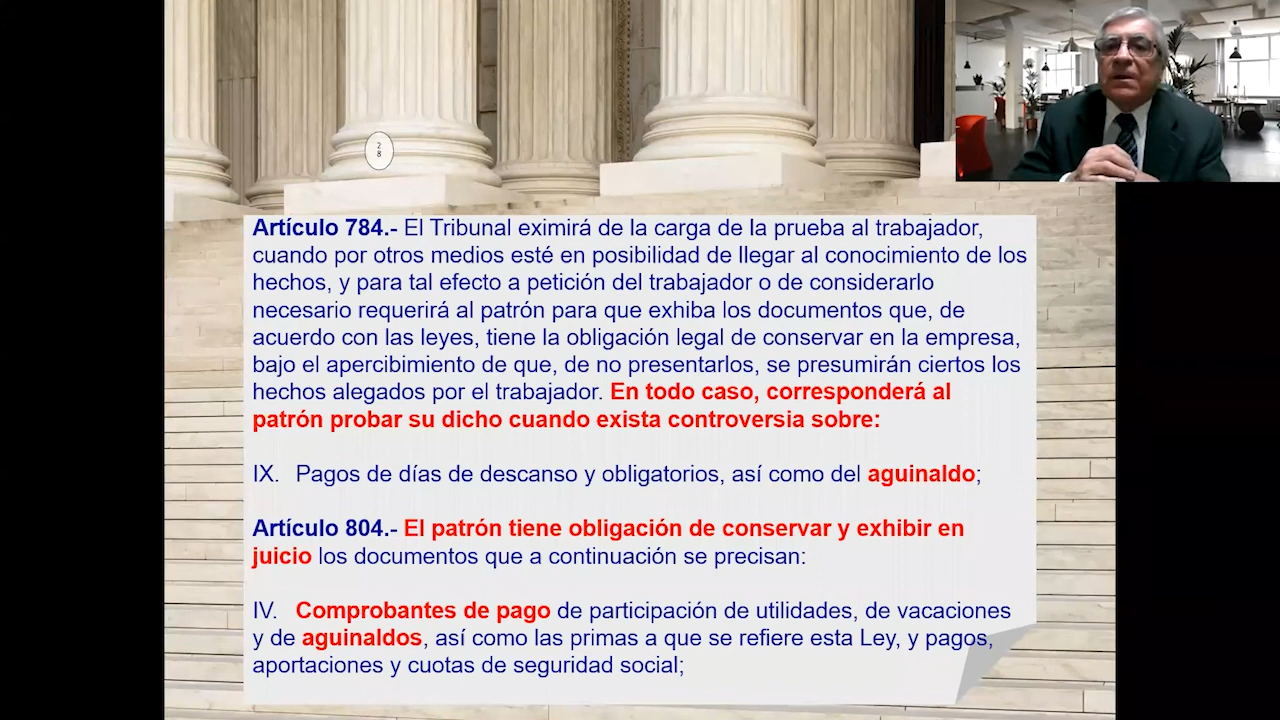 2
8
Artículo 784.- El Tribunal eximirá de la carga de la prueba al trabajador,
cuando por otros medios esté en posibilidad de llegar al conocimiento de los
hechos, y para tal efecto a petición del trabajador o de considerarlo
necesario requerirá al patrón para que exhiba los documentos que, de
acuerdo con las leyes, tiene la obligación legal de conservar en la empresa,
bajo el apercibimiento de que, de no presentarlos, se presumirán ciertos los
hechos alegados por el trabajador. En todo caso, corresponderá al
patrón probar su dicho cuando exista controversia sobre:
IX. Pagos de días de descanso y obligatorios, así como del aguinaldo;
Artículo 804.- El patrón tiene obligación de conservar y exhibir en
juicio los documentos que a continuación se precisan:
IV. Comprobantes de pago de participación de utilidades, de vacaciones
y de aguinaldos, así como las primas a que se refiere esta Ley, y pagos,
aportaciones y cuotas de seguridad social;